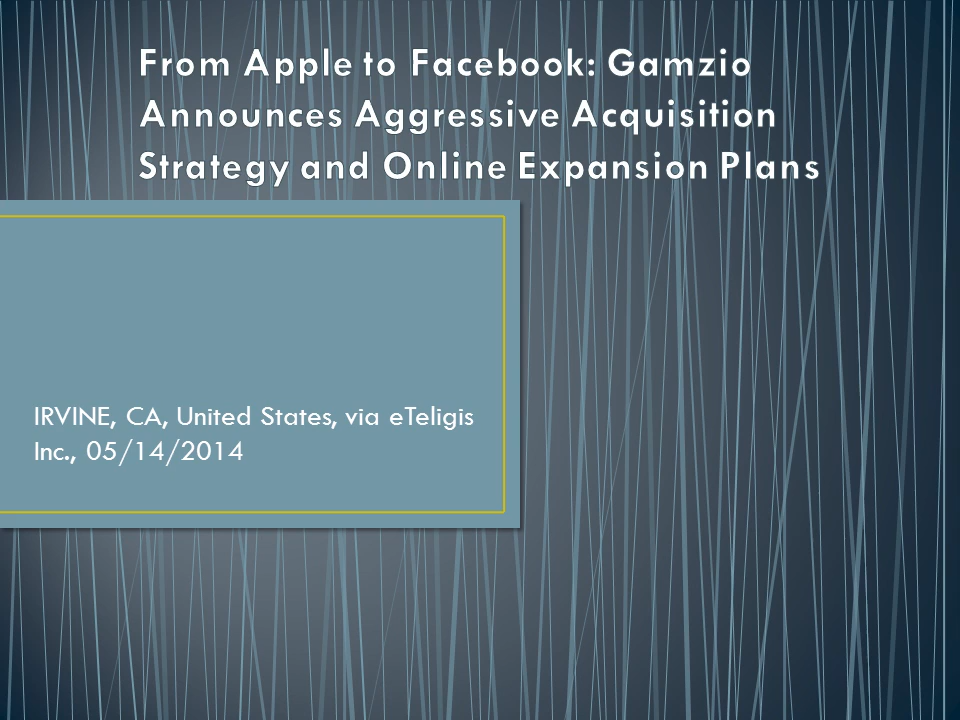 From Apple to Facebook: Gamzio
Announces Aggressive Acquisition
Strategy and Online Expansion Plans
IRVINE, CA, United States, via eTeligis
Inc., 05/14/2014